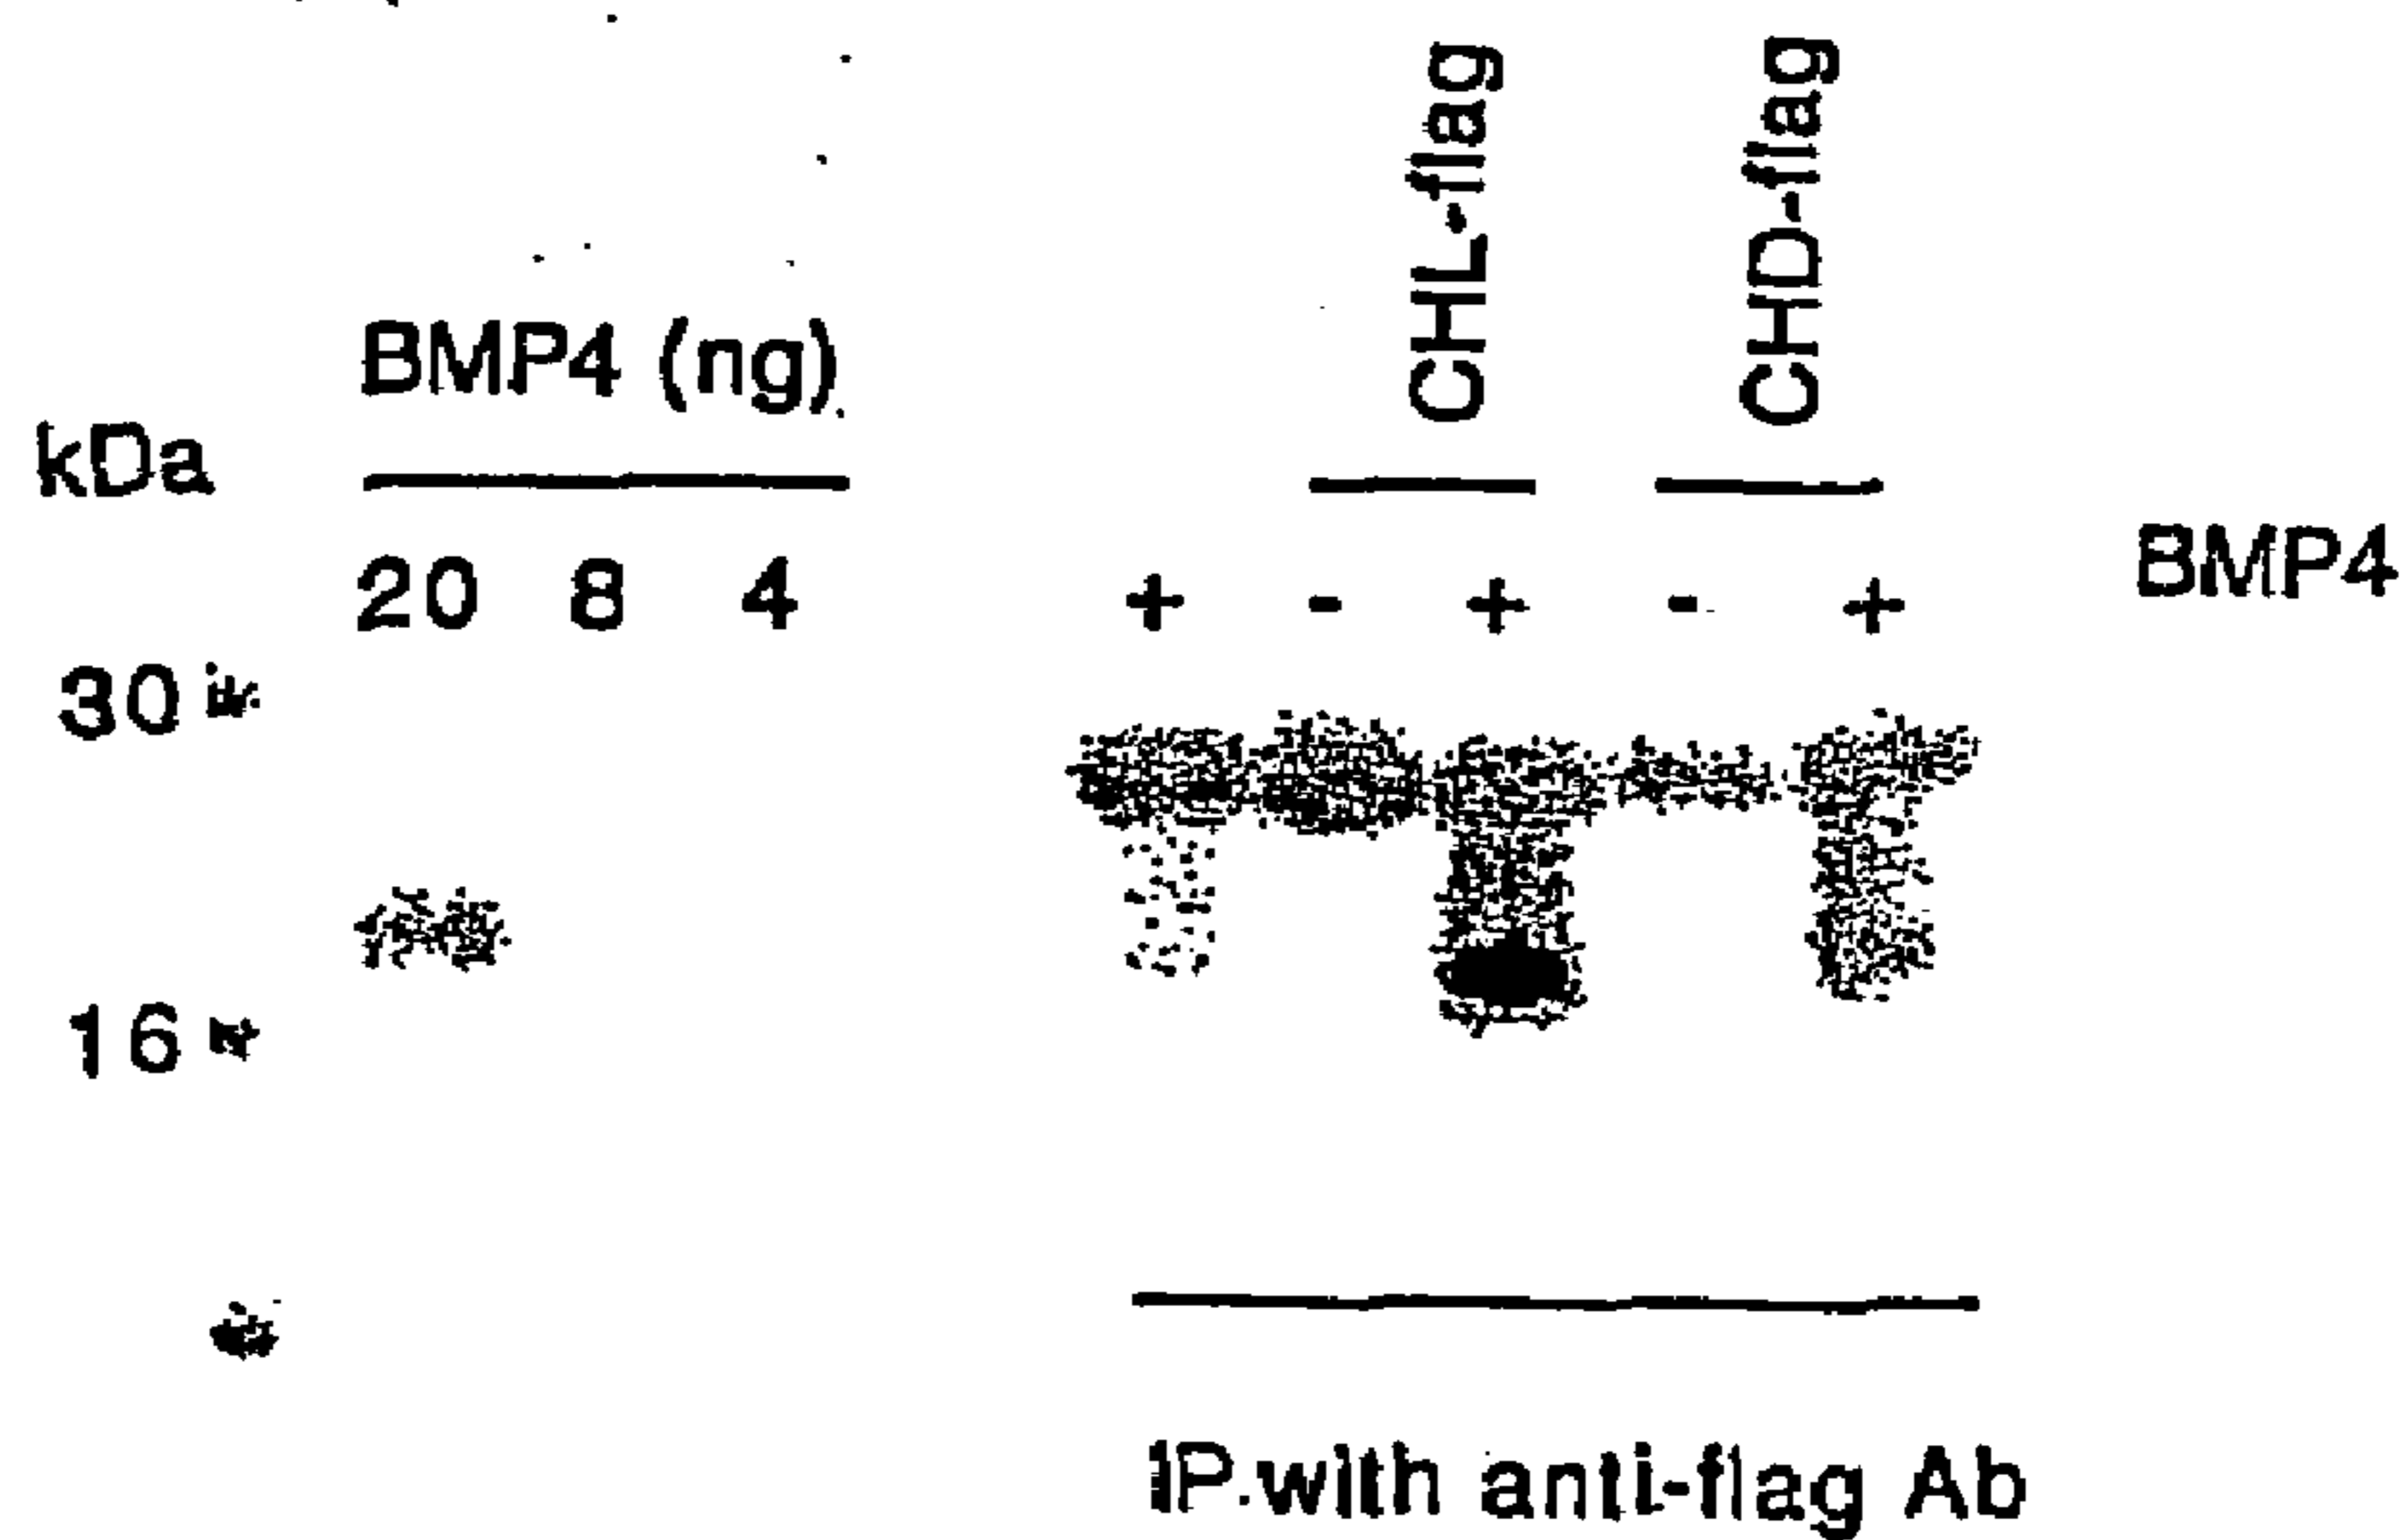 CHL-flag
CHD-flag
BMP4 (ng)
kDa
20 8 4 + - + - + BMP4
30
16
IP.with anti-flag Ab